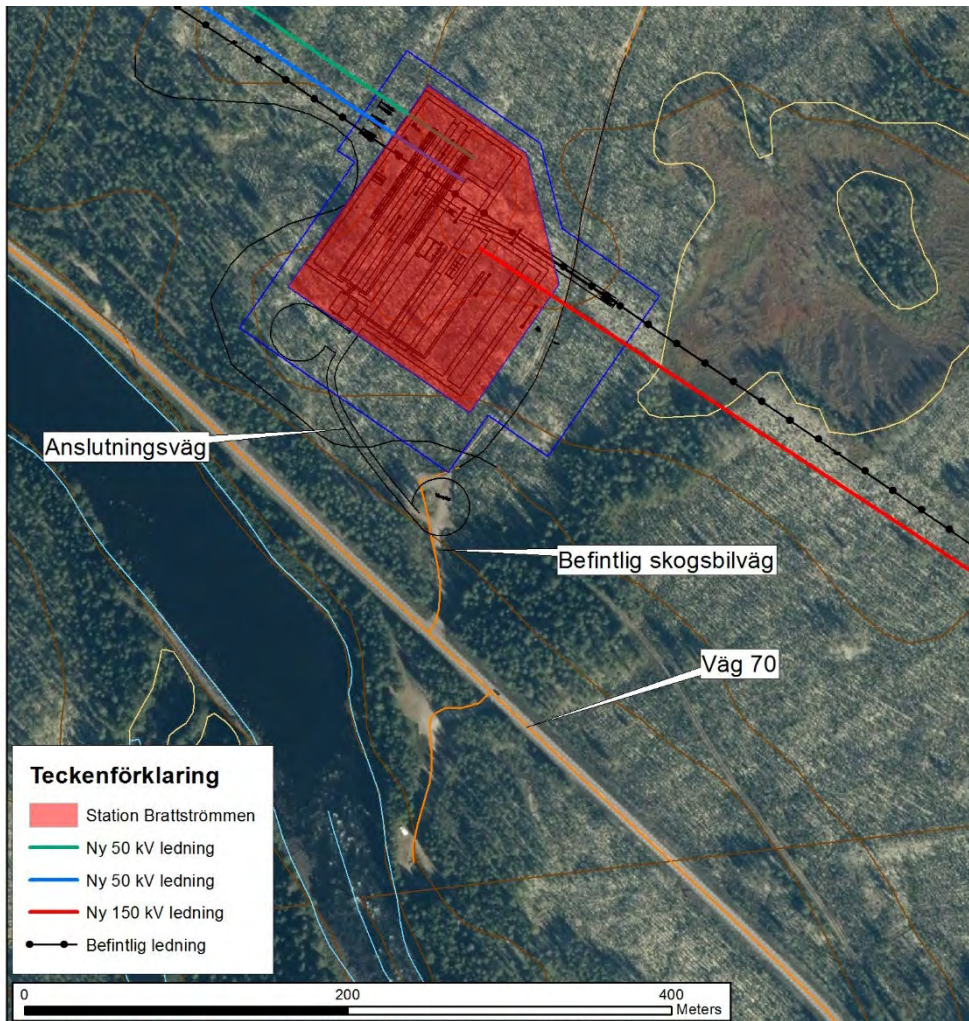 Anslutningsväg
Befintlig skogsbilväg
Väg 70
Teckenförklaring
Station Brattströmmen
Ny 50 kV ledning
Ny 50 kV ledning
Ny 150 kV ledning
Befintlig ledning
0 200 400
Meters